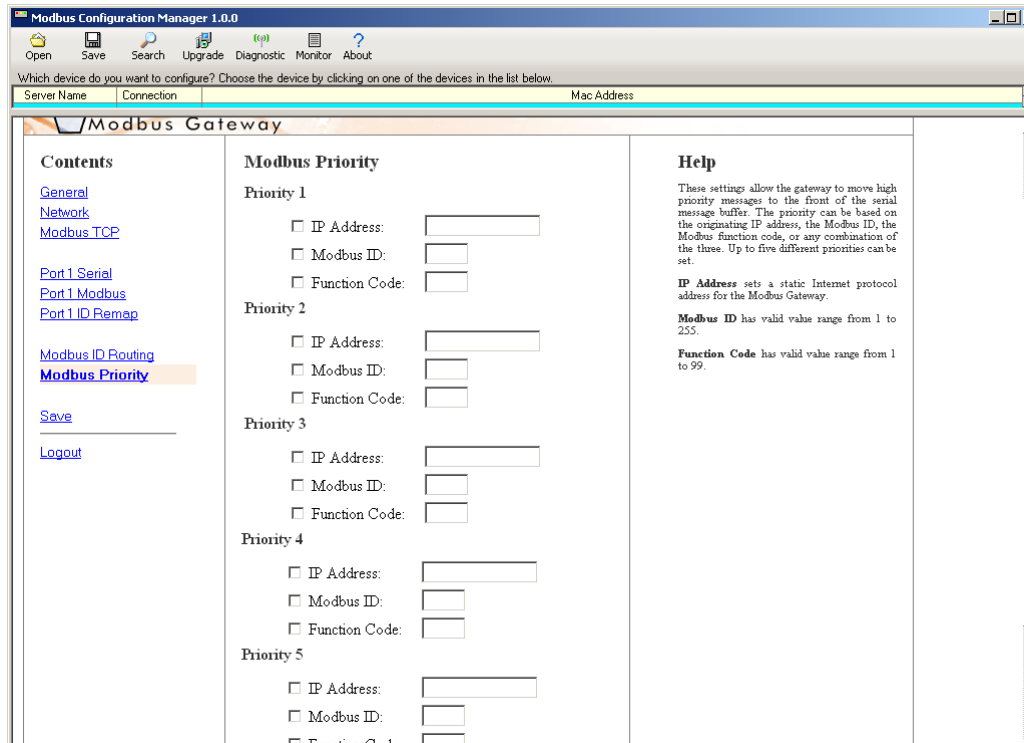 Modbus Configuration Manager 1.0.0
Open Save Search Upgrade Diagnostic Monitor About
Which device do you want to configure? Choose the device by clicking on one of the devices in the list below.
Server Name Connection Mac Address
Modbus Gateway
Contents
General
Network
Modbus TCP
Port1 Serial
Port1 Modbus
Port1 ID Remap
Modbus ID Routing
Modbus Priority
Save
Logout
Modbus Priority
Priority 1
IP Address:
Modbus ID:
Function Code:
Priority 2
IP Address:
Modbus ID:
Function Code:
Priority 3
IP Address:
Modbus ID:
Function Code:
Priority 4
IP Address:
Modbus ID:
Function Code:
Priority 5
IP Address:
Modbus ID:
Function Code:
Help
These settings allow the gateway to move high
priority messages to the front of the serial
message buffer. The priority can be based on
the originating IP address, the Modbus ID, the
Modbus function code, or any combination of
the three. Up to five different priorities can be
set.
IP Address sets a static Internet protocol
address for the Modbus Gateway.
Modbus ID has valid value range from 1 to
255.
Function Code has valid value range from 1
to 99.